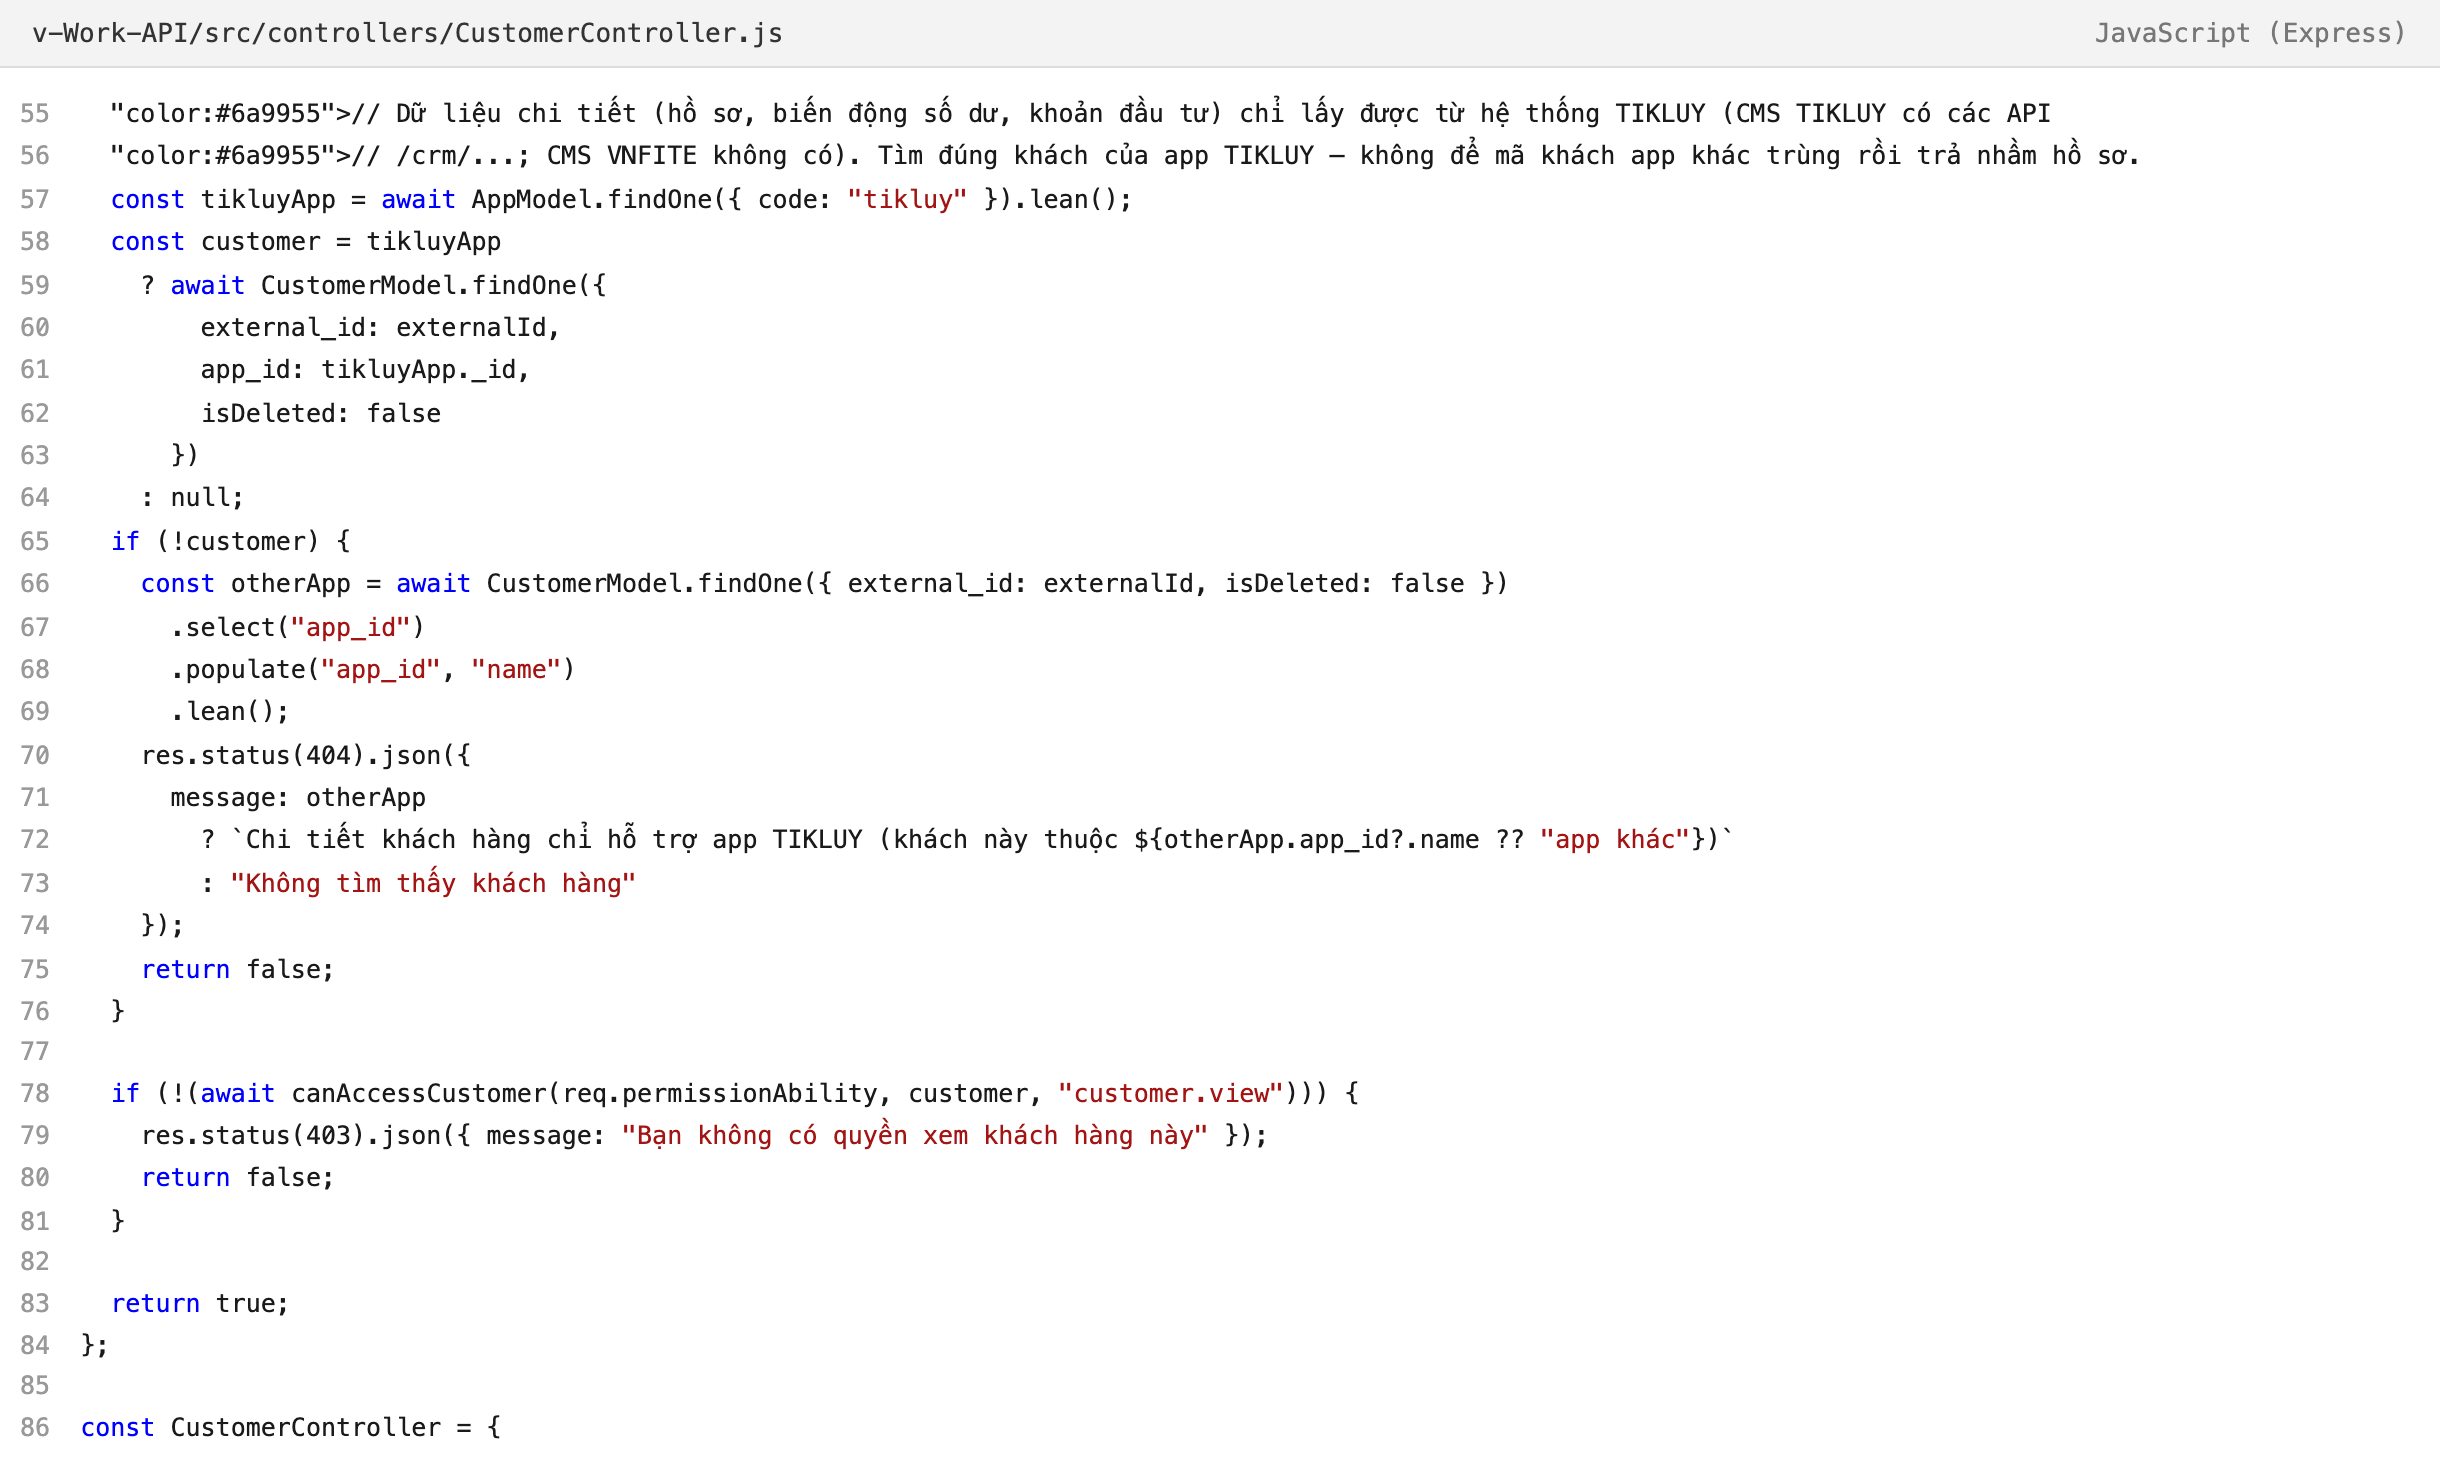 v-Work-API/src/controllers/CustomerController.js JavaScript (Express)
55 "color:#6a9955">// Dữ liệu chi tiết (hồ sơ, biến động số dư, khoản đầu tư) chỉ lấy được từ hệ thống TIKLUY (CMS TIKLUY có các API
56 "color:#6a9955">// /crm/...; CMS VNFITE không có). Tìm đúng khách của app TIKLUY — không để mã khách app khác trùng rồi trả nhầm hồ sơ.
57 const tikluyApp = await AppModel.findOne({ code: "tikluy" }).lean();
58 const customer = tikluyApp
59 ? await CustomerModel.findOne({
60 external_id: externalId,
61 app_id: tikluyApp._id,
62 isDeleted: false
63 })
64 : null;
65 if (!customer) {
66 const otherApp = await CustomerModel.findOne({ external_id: externalId, isDeleted: false })
67 .select("app_id")
68 .populate("app_id", "name")
69 .lean();
70 res.status(404).json({
71 message: otherApp
72 ? `Chi tiết khách hàng chỉ hỗ trợ app TIKLUY (khách này thuộc ${otherApp.app_id?.name ?? "app khác"})`
73 : "Không tìm thấy khách hàng"
74 });
75 return false;
76 }
77
78 if (!(await canAccessCustomer(req.permissionAbility, customer, "customer.view"))) {
79 res.status(403).json({ message: "Bạn không có quyền xem khách hàng này" });
80 return false;
81 }
82
83 return true;
84 };
85
86 const CustomerController = {